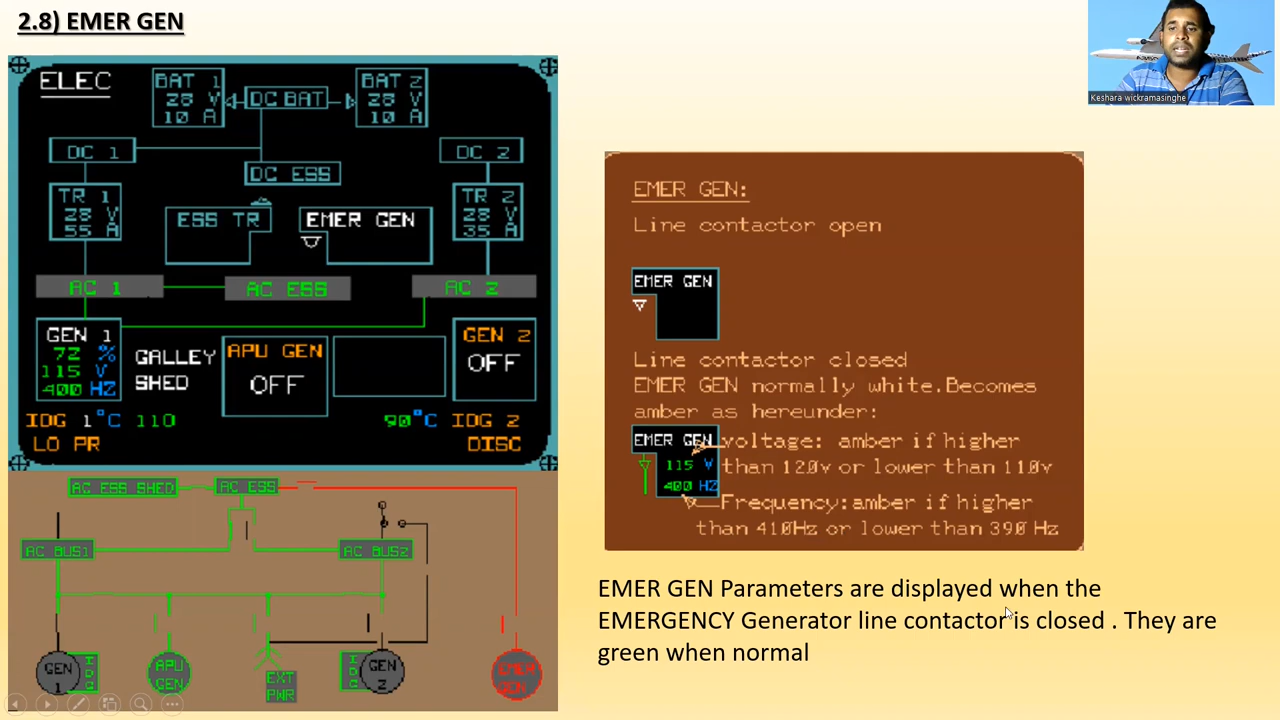 2.8) EMER GEN
Keshara wickramasinghe
ELEC
BAT 1
28 V
10 A
DC BAT
BAT 2
28 V
10 A
DC 1
DC 2
DC ESS
TR 1
28 V
55 A
ESS TR
EMER GEN
TR 2
28 V
35 A
AC 1
AC ESS
AC 2
GEN 1
72 %
115 V
400 HZ
GALLEY
SHED
APU GEN
OFF
GEN 2
OFF
IDG 1 °C 110
90 °C IDG 2
LO PR
DISC
AC ESS SHED
AC ESS
AC BUS1
AC BUS2
GEN
1
IDG
APU
GEN
EXT
PWR
IDG
GEN
2
EMER
GEN
EMER GEN:
Line contactor open
EMER GEN
Line contactor closed
EMER GEN normally white.Becomes
amber as hereunder:
EMER GEN
115 V
400 HZ
voltage: amber if higher
than 120v or lower than 110v
Frequency:amber if higher
than 410Hz or lower than 390 Hz
EMER GEN Parameters are displayed when the
EMERGENCY Generator line contactor is closed . They are
green when normal